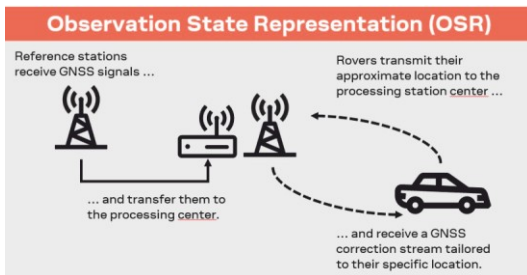 Observation State Representation (OSR)
Reference stations
receive GNSS signals ...
Rovers transmit their
approximate location to the
processing station center ...
... and transfer them to
the processing center.
... and receive a GNSS
correction stream tailored
to their specific location.